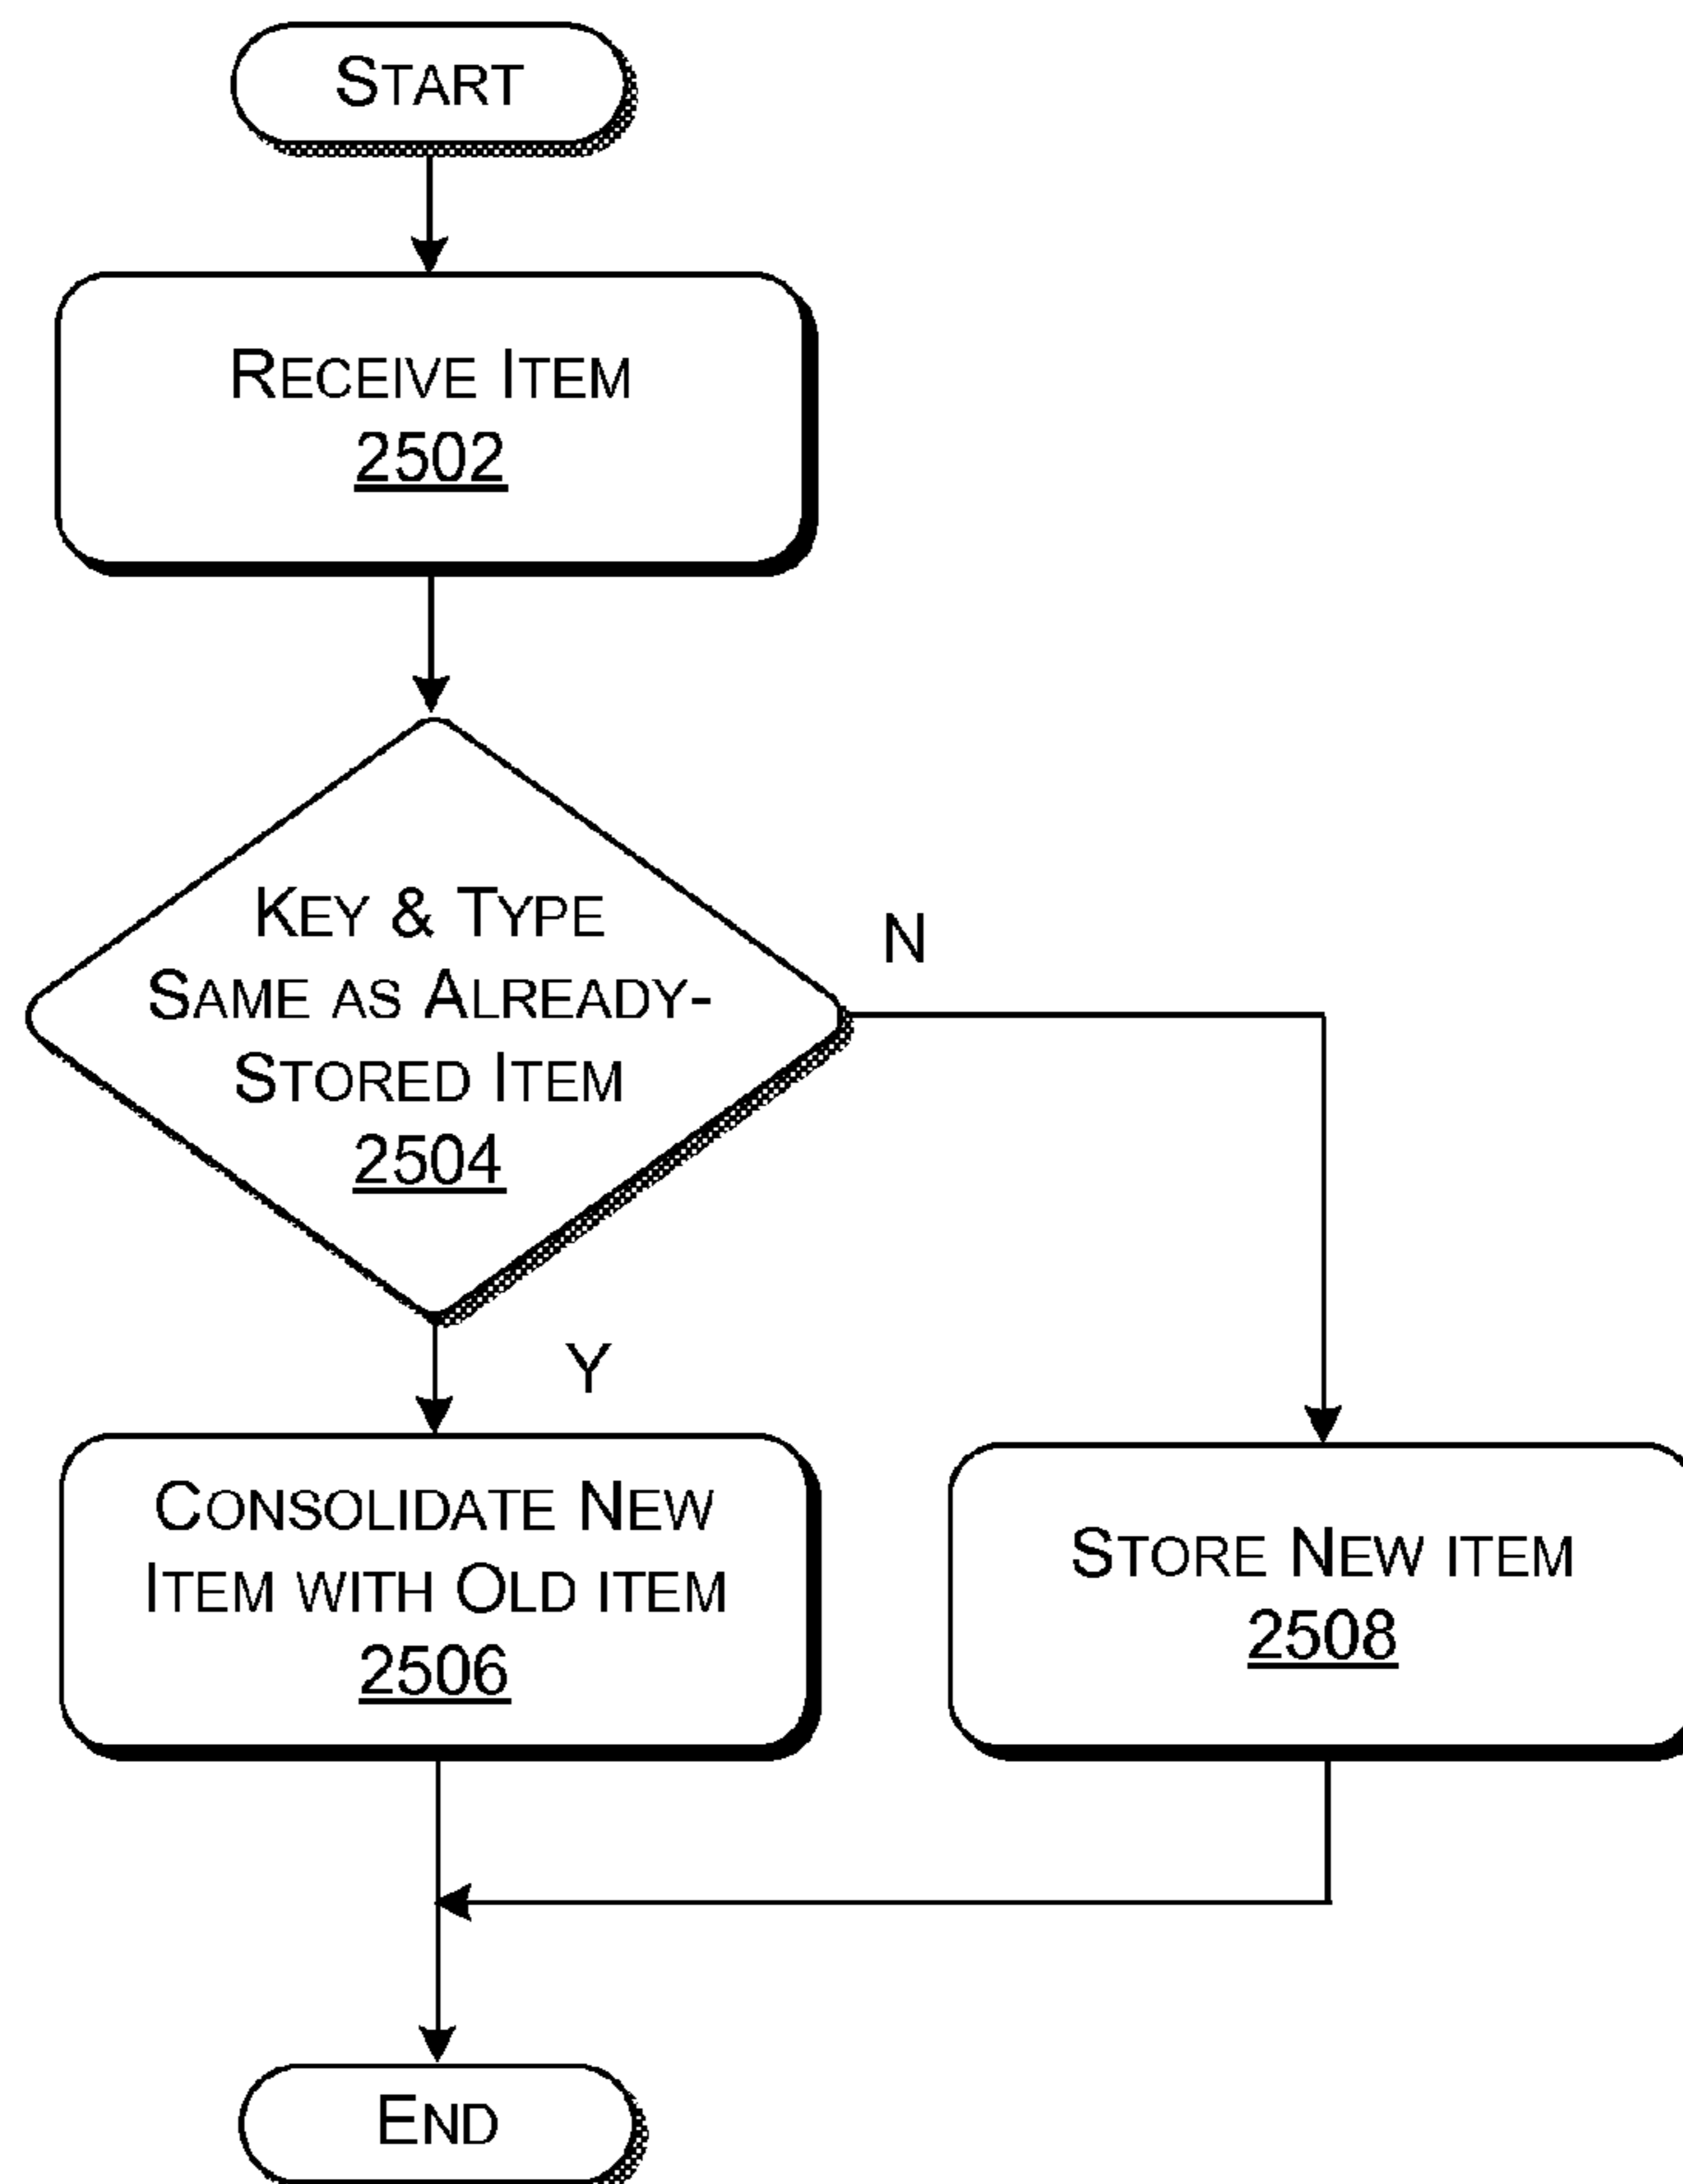 START
RECEIVE ITEM
2502
KEY & TYPE
SAME AS ALREADY-
STORED ITEM
2504
N
Y
CONSOLIDATE NEW
ITEM WITH OLD ITEM
2506
STORE NEW ITEM
2508
END